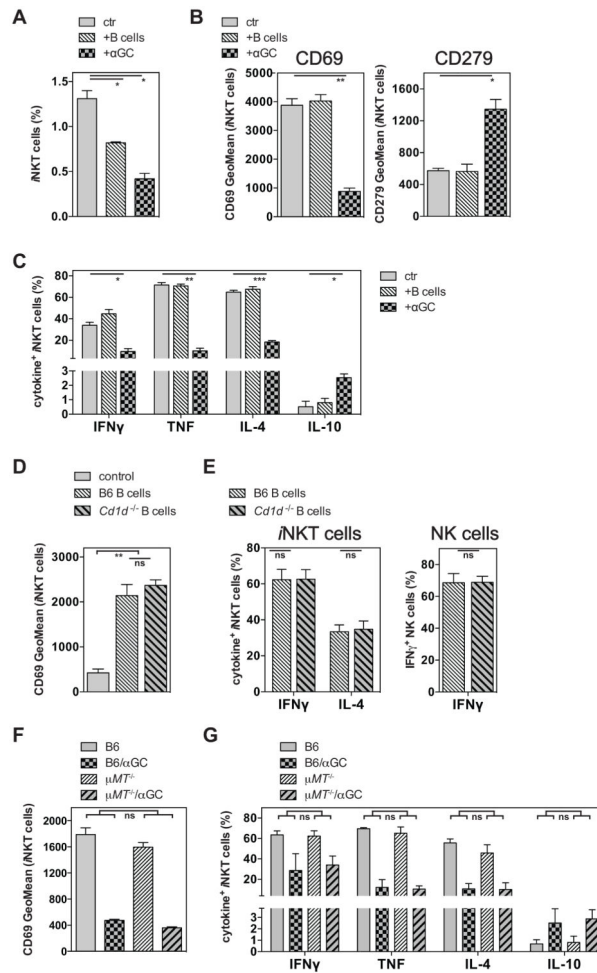 A
ctr
+B cells
+αGC
iNKT cells (%)
1.5
1.0
0.5
0.0
*
*
B
ctr
+B cells
+αGC
CD69
CD69 GeoMean (iNKT cells)
4000
3000
2000
1000
0
**
CD279
CD279 GeoMean (iNKT cells)
1600
1200
800
400
0
*
C
cytokine+ iNKT cells (%)
80
60
40
20
3
2
1
0
*
**
***
*
IFNγ
TNF
IL-4
IL-10
ctr
+B cells
+αGC
D
control
B6 B cells
Cd1d -/- B cells
CD69 GeoMean (iNKT cells)
2700
1800
900
0
**
ns
E
B6 B cells
Cd1d -/- B cells
iNKT cells
cytokine+ iNKT cells (%)
80
60
40
20
0
ns
ns
IFNγ
IL-4
NK cells
IFNγ+ NK cells (%)
80
60
40
20
0
ns
IFNγ
F
B6
B6/αGC
μMT-/-
μMT-/-/αGC
CD69 GeoMean (iNKT cells)
2000
1600
1200
800
400
0
ns
G
B6
B6/αGC
μMT-/-
μMT-/-/αGC
cytokine+ iNKT cells (%)
80
60
40
20
3
2
1
0
ns
ns
ns
ns
IFNγ
TNF
IL-4
IL-10